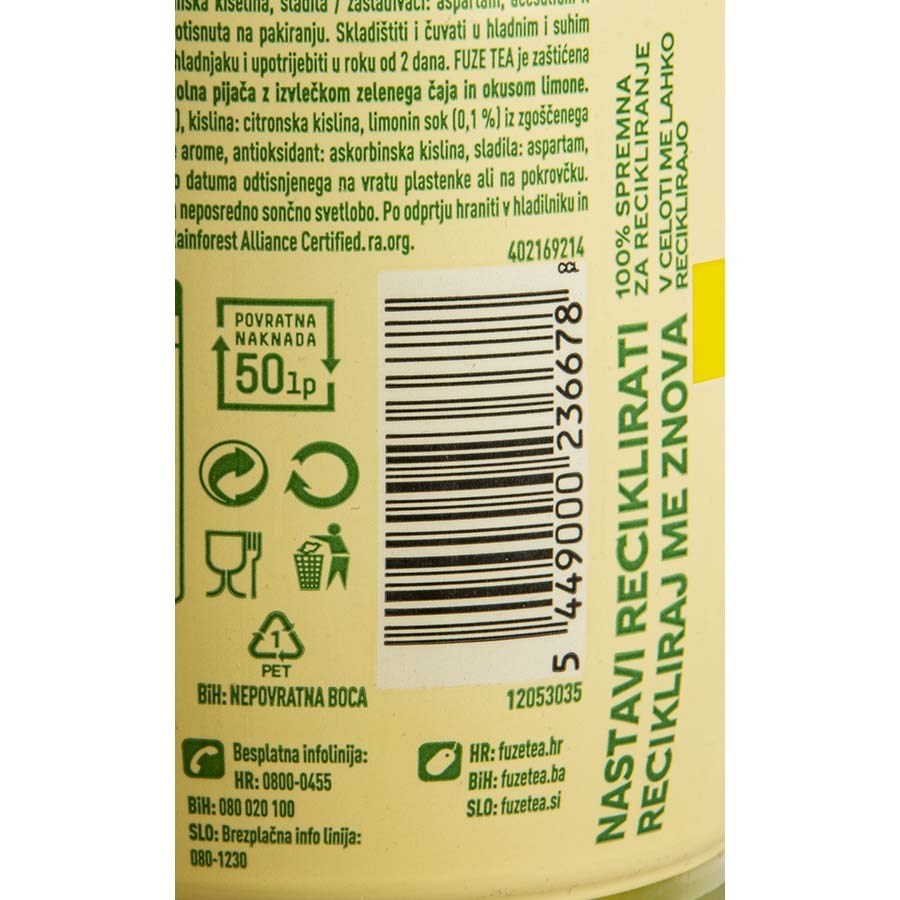 kiselina, sladila / zaslađivači: aspartam, acesulfam K
otisnuta na pakiranju. Skladištiti i čuvati u hladnim i suhim
hladnjaku i upotrijebiti u roku od 2 dana. FUZE TEA je zaštićena
pijača z izvlečkom zelenega čaja in okusom limone.
kislina: citronska kislina, limonin sok (0,1 %) iz zgoščenega
arome, antioksidant: askorbinska kislina, sladila: aspartam,
datuma odtisnjenega na vratu plastenke ali na pokrovčku.
neposredno sončno svetlobo. Po odprtju hraniti v hladilniku in
Rainforest Alliance Certified. ra.org.
402169214
CCL
POVRATNA
NAKNADA
50 lp
1
PET
BiH: NEPOVRATNA BOCA
5 449000 236678
12053035
Besplatna infolinija:
HR: 0800-0455
BiH: 080 020 100
SLO: Brezplačna info linija:
080-1230
HR: fuzetea.hr
BiH: fuzetea.ba
SLO: fuzetea.si
NASTAVI RECIKLIRATI
RECIKLIRAJ ME ZNOVA
100% SPREMNA
ZA RECIKLIRANJE
V CELOTI ME LAHKO
RECIKLIRAJO